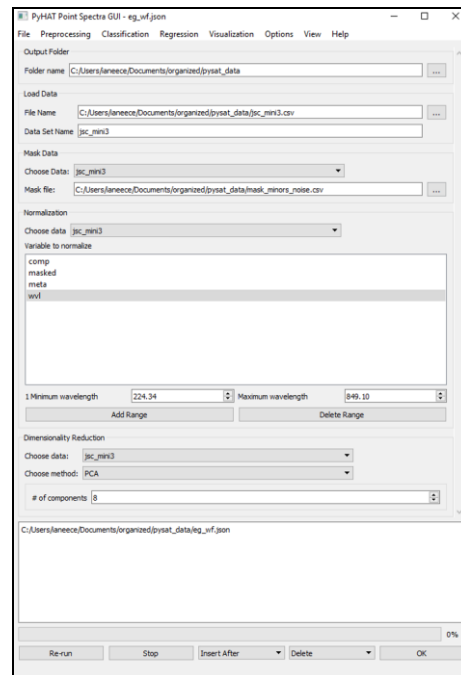 PyHAT Point Spectra GUI - eg_wf.json
File Preprocessing Classification Regression Visualization Options View Help
Output Folder
Folder name C:/Users/laneece/Documents/organized/pysat_data ...
Load Data
File Name C:/Users/laneece/Documents/organized/pysat_data/jsc_mini3.csv ...
Data Set Name jsc_mini3
Mask Data
Choose Data: jsc_mini3
Mask file: C:/Users/laneece/Documents/organized/pysat_data/mask_minors_noise.csv ...
Normalization
Choose data jsc_mini3
Variable to normalize
comp
masked
meta
wvl
1 Minimum wavelength 224.34 Maximum wavelength 849.10
Add Range Delete Range
Dimensionality Reduction
Choose data: jsc_mini3
Choose method: PCA
# of components 8
C:/Users/laneece/Documents/organized/pysat_data/eg_wf.json
0%
Re-run Stop Insert After Delete OK